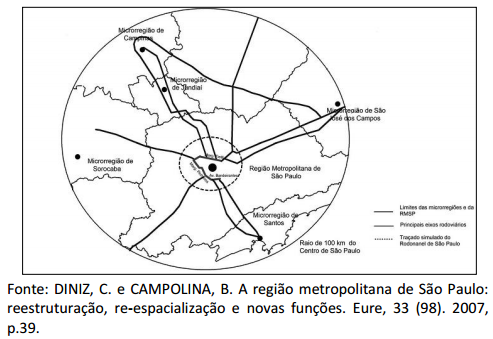 Microrregião de
Campinas
Microrregião
de Jundiaí
Microrregião de São
José dos Campos
Microrregião de
Sorocaba
Região Metropolitana de
São Paulo
Av. Bandeirantes
Microrregião de
Santos
Raio de 100 km do
Centro de São Paulo
Limites das microrregiões e da
RMSP
Principais eixos rodoviários
Traçado simulado do
Rodoanel de São Paulo
Fonte: DINIZ, C. e CAMPOLINA, B. A região metropolitana de São Paulo:
reestruturação, re-espacialização e novas funções. Eure, 33 (98). 2007,
p.39.